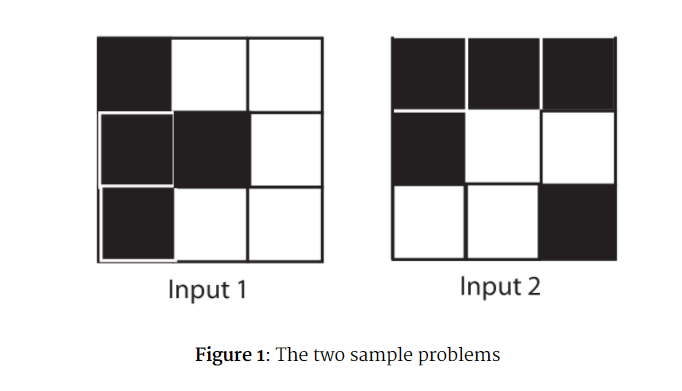 Input 1
Input 2
Figure 1: The two sample problems